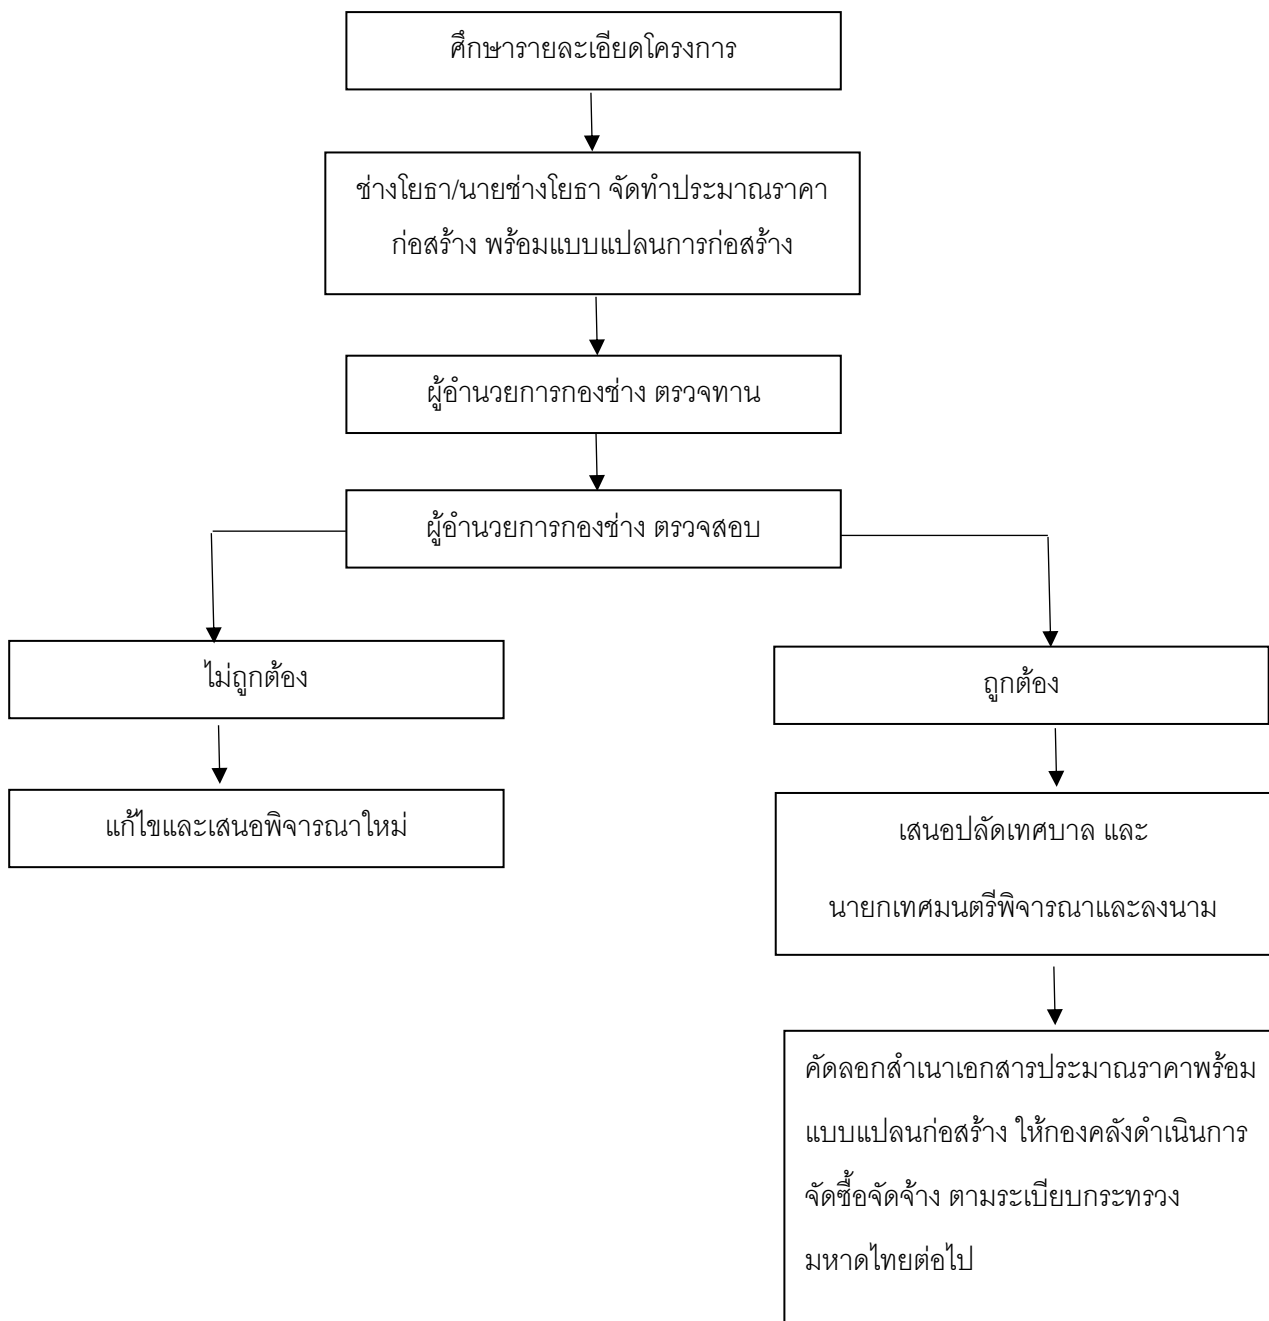 ศึกษารายละเอียดโครงการ
ช่างโยธา/นายช่างโยธา จัดทำประมาณราคา
ก่อสร้าง พร้อมแบบแปลนการก่อสร้าง
ผู้อำนวยการกองช่าง ตรวจทาน
ผู้อำนวยการกองช่าง ตรวจสอบ
ไม่ถูกต้อง
ถูกต้อง
แก้ไขและเสนอพิจารณาใหม่
เสนอปลัดเทศบาล และ
นายกเทศมนตรีพิจารณาและลงนาม
คัดลอกสำเนาเอกสารประมาณราคาพร้อม
แบบแปลนก่อสร้าง ให้กองคลังดำเนินการ
จัดซื้อจัดจ้าง ตามระเบียบกระทรวง
มหาดไทยต่อไป